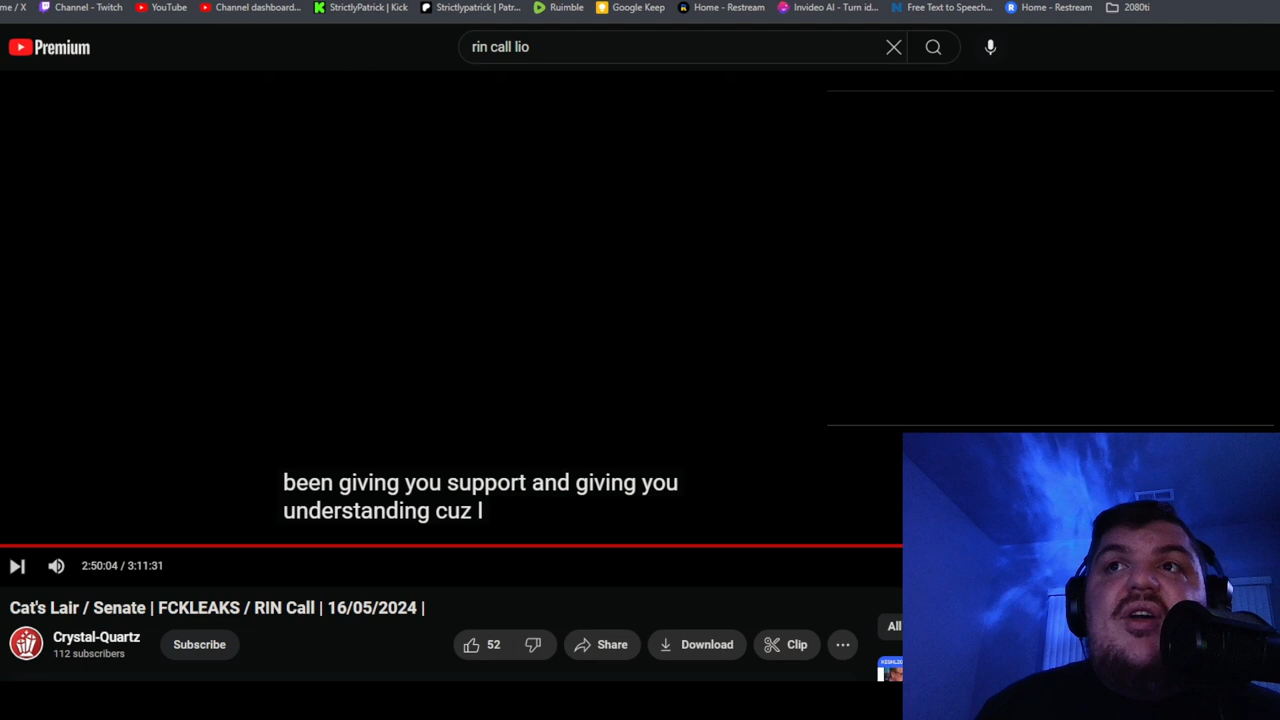 me / X Channel - Twitch YouTube Channel dashboard... StrictlyPatrick | Kick Strictlypatrick | Patr... Rumble Google Keep Home - Restream Invideo AI - Turn id... Free Text to Speech... Home - Restream 2080ti
Premium rin call lio
been giving you support and giving you
understanding cuz I
2:50:04 / 3:11:31
Cat's Lair / Senate | FCKLEAKS / RIN Call | 16/05/2024 |
Crystal-Quartz
112 subscribers
Subscribe 52 Share Download Clip
All